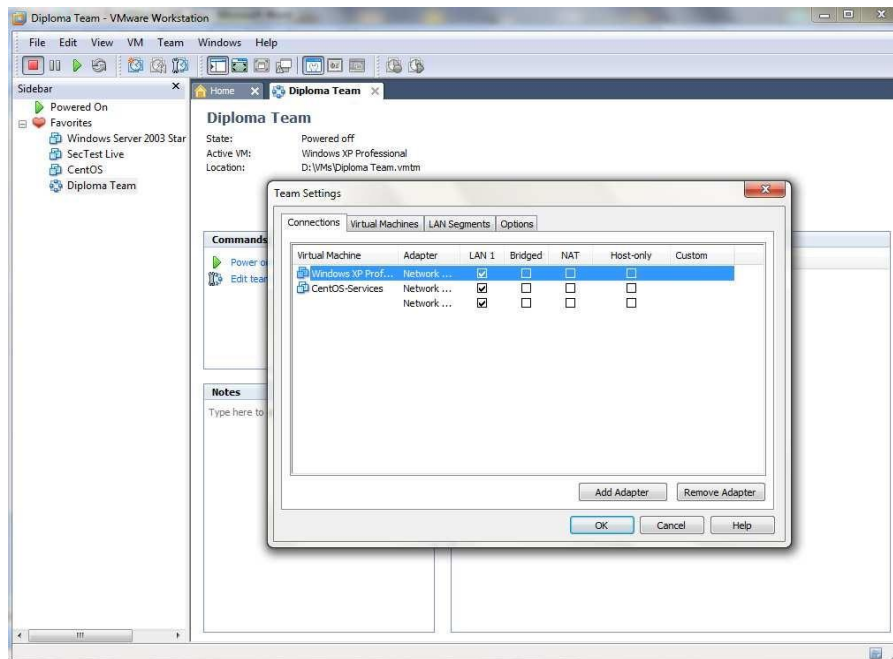 Diploma Team - VMware Workstation
File Edit View VM Team Windows Help
Sidebar
Powered On
Favorites
Windows Server 2003 Star
SecTest Live
CentOS
Diploma Team
Home
Diploma Team
Diploma Team
State: Powered off
Active VM: Windows XP Professional
Location: D:\VMs\Diploma Team.vmtm
Commands
Power o
Edit tear
Notes
Type here to
Team Settings
Connections Virtual Machines LAN Segments Options
Virtual Machine Adapter LAN 1 Bridged NAT Host-only Custom
Windows XP Prof... Network ...
CentOS-Services Network ...
Network ...
Add Adapter Remove Adapter
OK Cancel Help